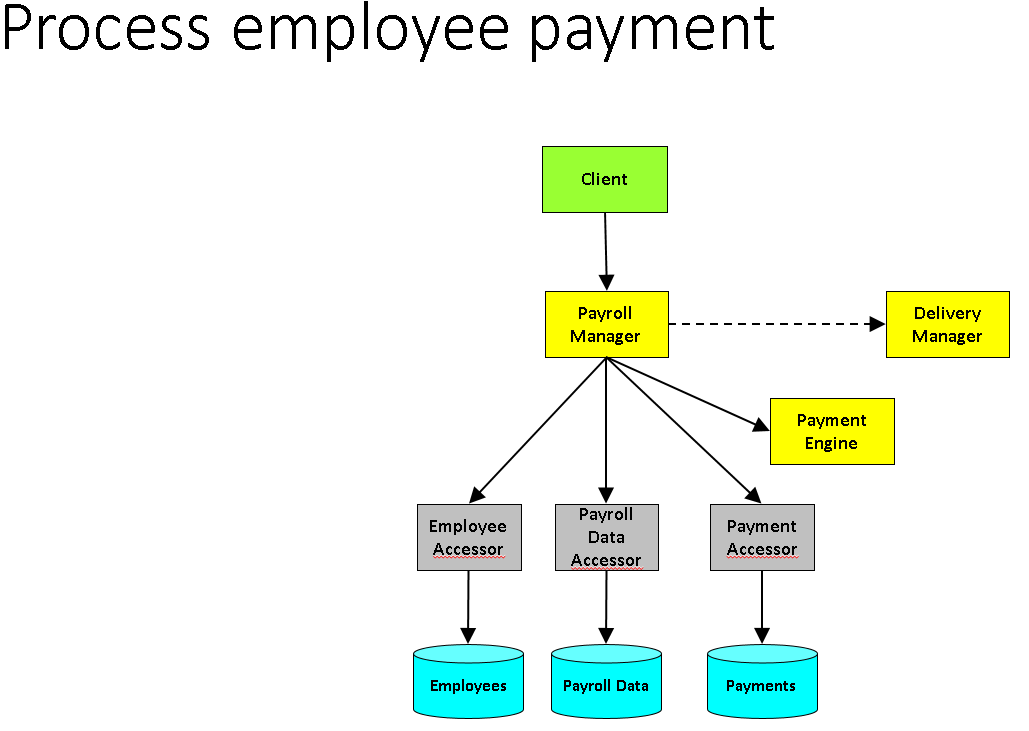 Process employee payment
Client
Payroll
Manager
Delivery
Manager
Payment
Engine
Employee
Accessor
Payroll
Data
Accessor
Payment
Accessor
Employees
Payroll Data
Payments